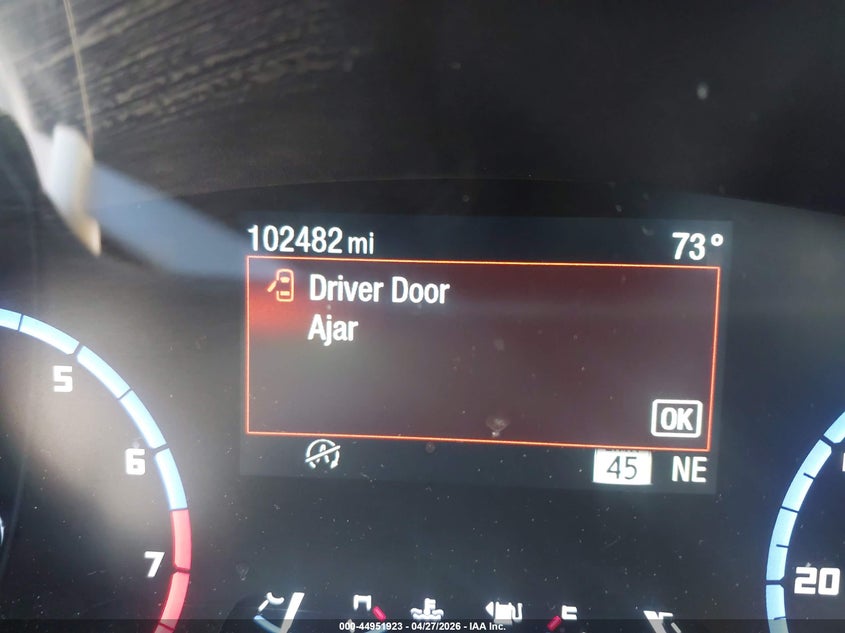 102482 mi
73°
Driver Door
Ajar
OK
A
45
NE
5
6
7
20
H
E
000-44951923 - 04/27/2026 - IAA Inc.